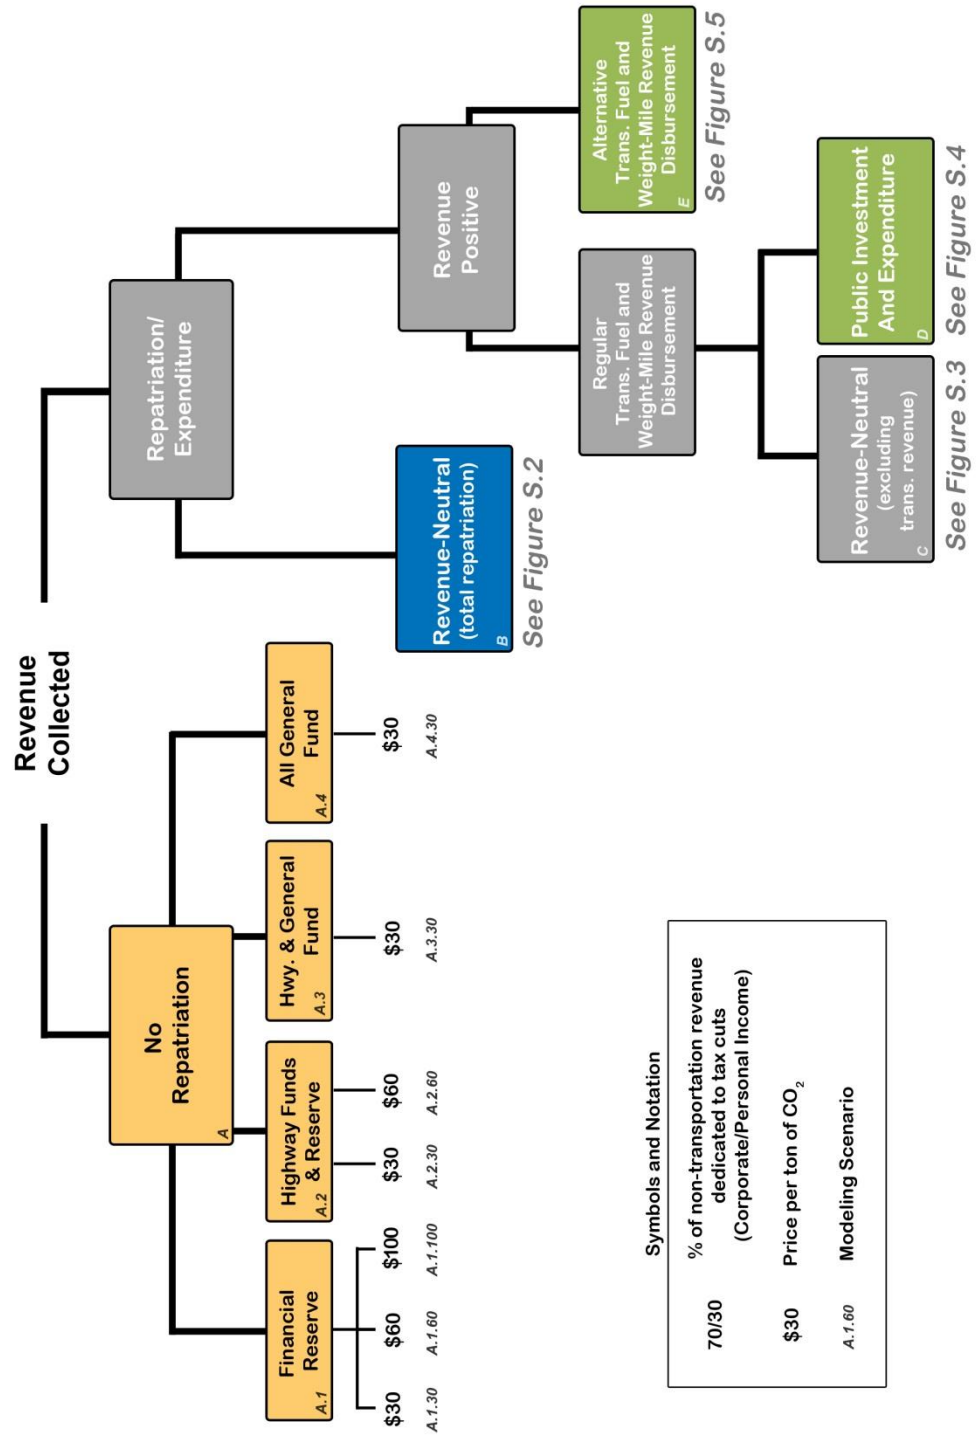 Revenue
Collected
No
Repatriation
A
Financial
Reserve
A.1
$30
A.1.30
$60
A.1.60
$100
A.1.100
Highway Funds
& Reserve
A.2
$30
A.2.30
$60
A.2.60
Hwy. & General
Fund
A.3
$30
A.3.30
All General
Fund
A.4
$30
A.4.30
Repatriation/
Expenditure
Revenue-Neutral
(total repatriation)
B
See Figure S.2
Revenue
Positive
Regular
Trans. Fuel and
Weight-Mile Revenue
Disbursement
Alternative
Trans. Fuel and
Weight-Mile Revenue
Disbursement
E
See Figure S.5
Revenue-Neutral
(excluding
trans. revenue)
C
See Figure S.3
Public Investment
And Expenditure
D
See Figure S.4
Symbols and Notation
70/30 % of non-transportation revenue
dedicated to tax cuts
(Corporate/Personal Income)
$30 Price per ton of CO2
A.1.60 Modeling Scenario